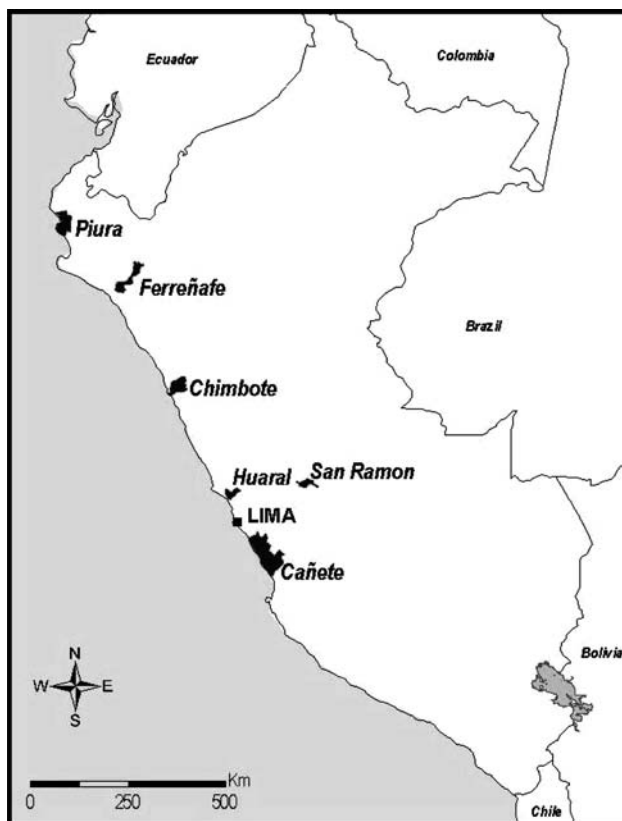 Ecuador
Colombia
Piura
Ferreñafe
Brazil
Chimbote
Huaral
San Ramon
LIMA
Cañete
Bolivia
N
W E
S
Km
0 250 500
Chile